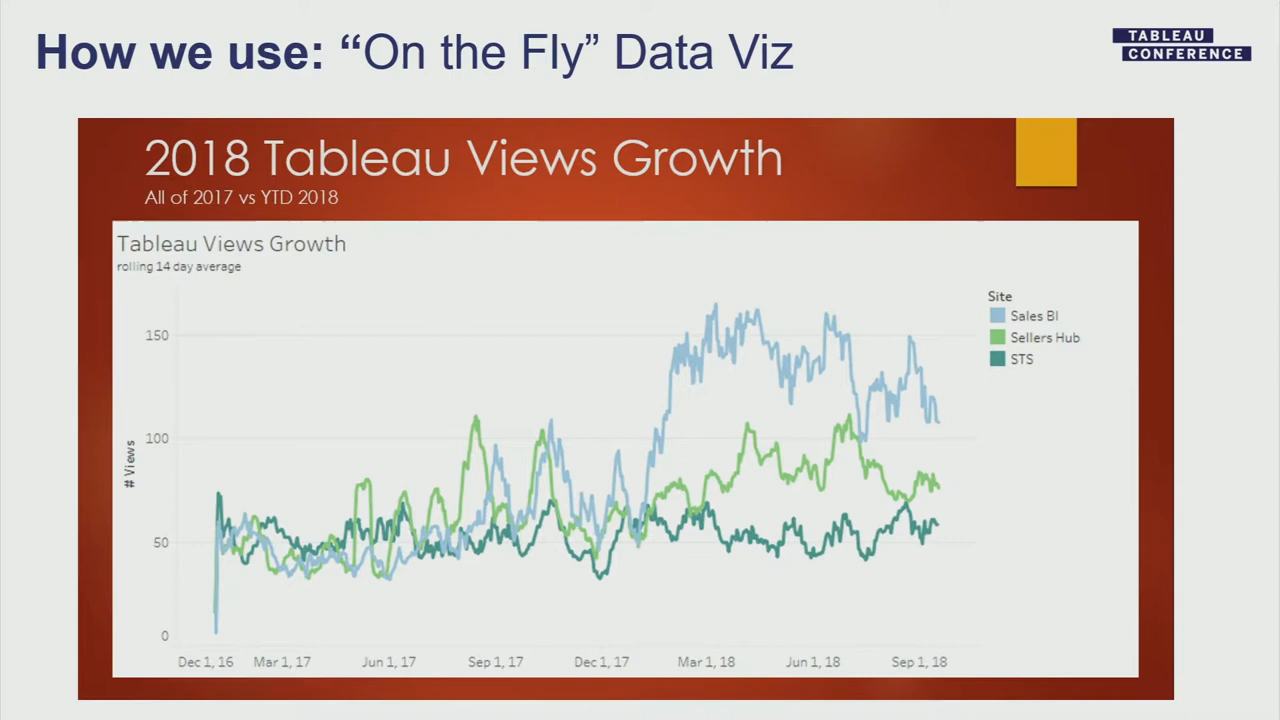 How we use: “On the Fly” Data Viz
TABLEAU
CONFERENCE
2018 Tableau Views Growth
All of 2017 vs YTD 2018
Tableau Views Growth
rolling 14 day average
Site
Sales BI
Sellers Hub
STS
# Views
150
100
50
0
Dec 1, 16 Mar 1, 17 Jun 1, 17 Sep 1, 17 Dec 1, 17 Mar 1, 18 Jun 1, 18 Sep 1, 18